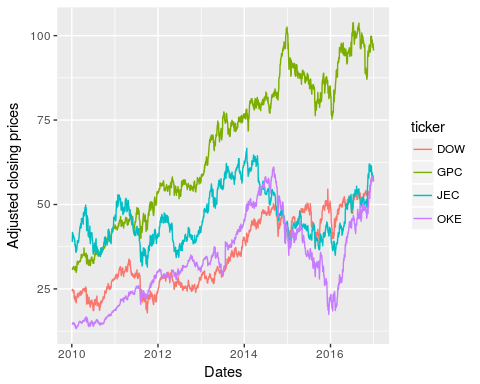 100
75
50
25
2010 2012 2014 2016
Dates
Adjusted closing prices
ticker
DOW
GPC
JEC
OKE